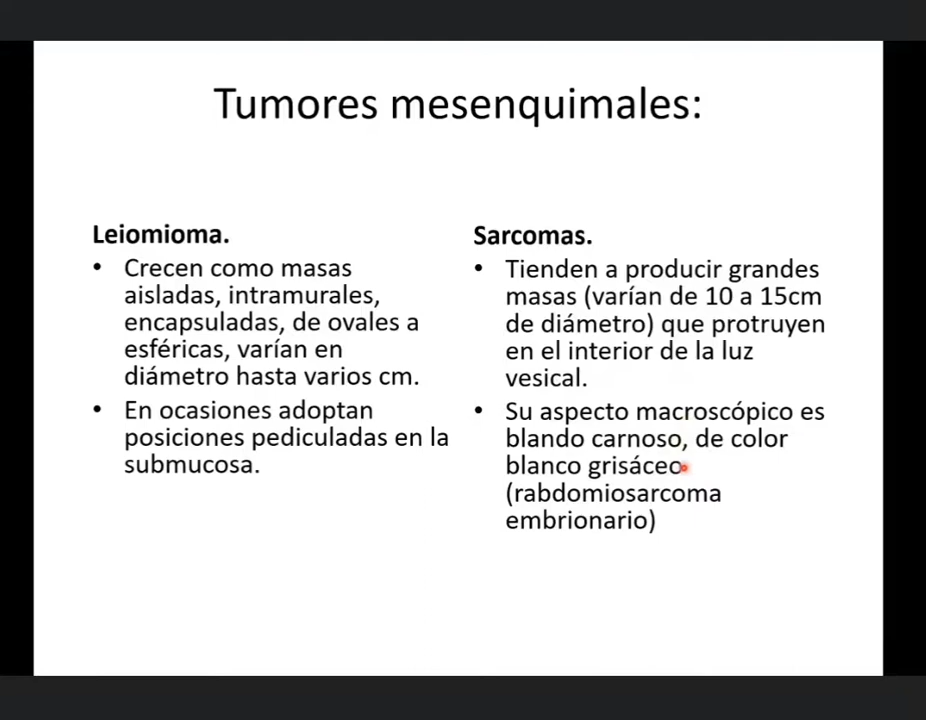 Tumores mesenquimales:
Leiomioma.
• Crecen como masas
aisladas, intramurales,
encapsuladas, de ovales a
esféricas, varían en
diámetro hasta varios cm.
• En ocasiones adoptan
posiciones pediculadas en la
submucosa.
Sarcomas.
• Tienden a producir grandes
masas (varían de 10 a 15cm
de diámetro) que protruyen
en el interior de la luz
vesical.
• Su aspecto macroscópico es
blando carnoso, de color
blanco grisáceo
(rabdomiosarcoma
embrionario)